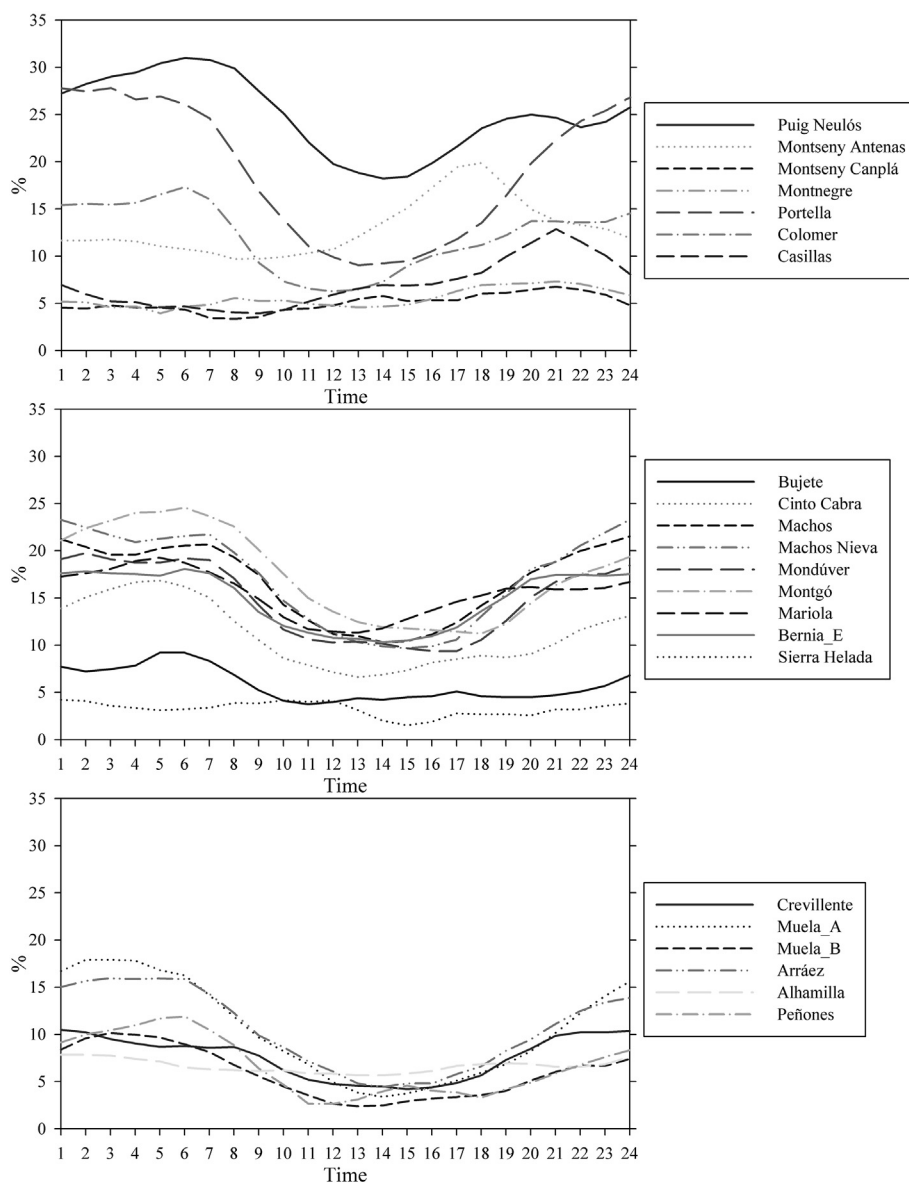 35
30
25
20
15
10
5
0
%
1 2 3 4 5 6 7 8 9 10 11 12 13 14 15 16 17 18 19 20 21 22 23 24
Time
Puig Neulós
Montseny Antenas
Montseny Canplá
Montnegre
Portella
Colomer
Casillas
35
30
25
20
15
10
5
0
%
1 2 3 4 5 6 7 8 9 10 11 12 13 14 15 16 17 18 19 20 21 22 23 24
Time
Bujete
Cinto Cabra
Machos
Machos Nieva
Mondúver
Montgó
Mariola
Bernia_E
Sierra Helada
35
30
25
20
15
10
5
0
%
1 2 3 4 5 6 7 8 9 10 11 12 13 14 15 16 17 18 19 20 21 22 23 24
Time
Crevillente
Muela_A
Muela_B
Arráez
Alhamilla
Peñones